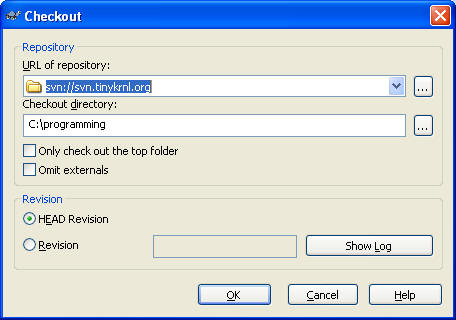 Checkout
Repository
URL of repository:
svn://svn.tinykrnl.org
...
Checkout directory:
C:\programming
...
Only check out the top folder
Omit externals
Revision
HEAD Revision
Revision
Show Log
OK
Cancel
Help